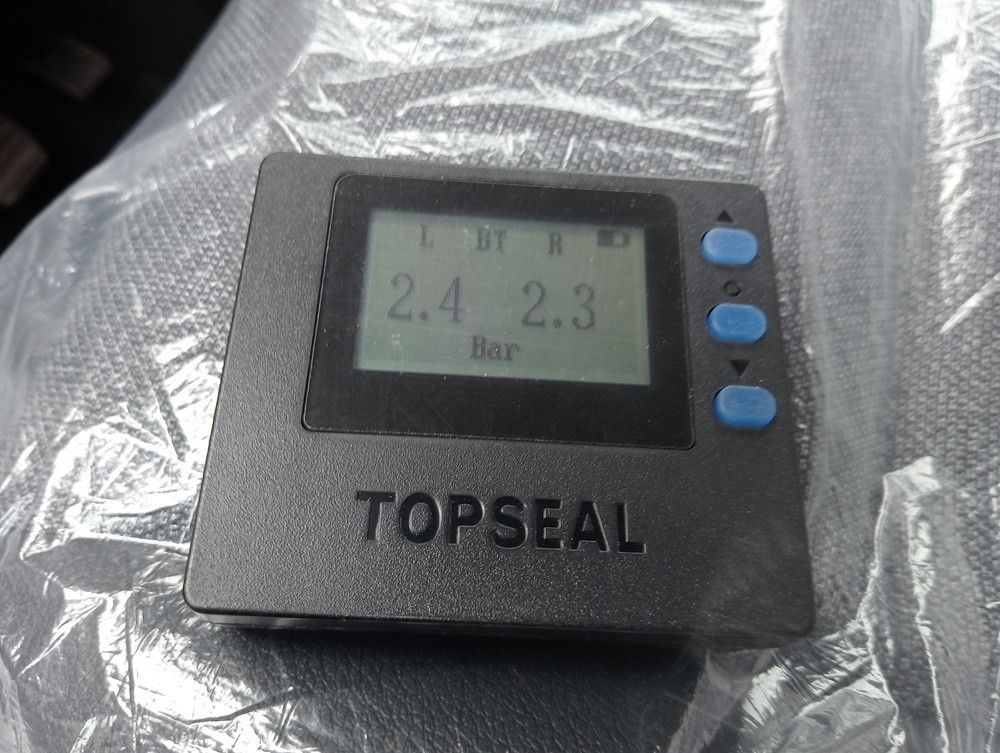 L BT R
2.4 2.3
Bar
TOPSEAL